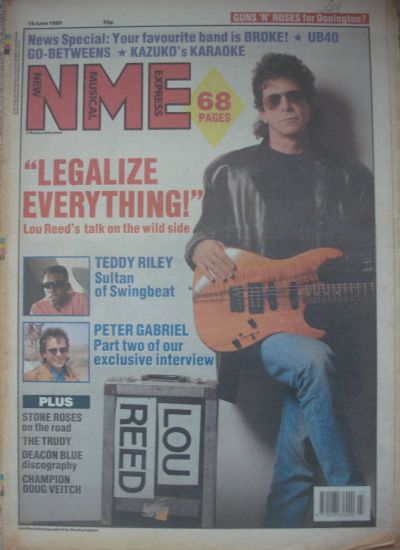 GUNS 'N' ROSES for Donington?
10 June 1989 55p
News Special: Your favourite band is BROKE! ★ UB40
GO-BETWEENS ★ KAZUKO's KARAOKE
NEW
NME
MUSICAL
EXPRESS
68
PAGES
"LEGALIZE
EVERYTHING!"
Lou Reed's talk on the wild side
TEDDY RILEY
Sultan
of Swingbeat
PETER GABRIEL
Part two of our
exclusive interview
PLUS
STONE ROSES
on the road
THE TRUDY
DEACON BLUE
discography
CHAMPION
DOUG VEITCH
LOU
REED